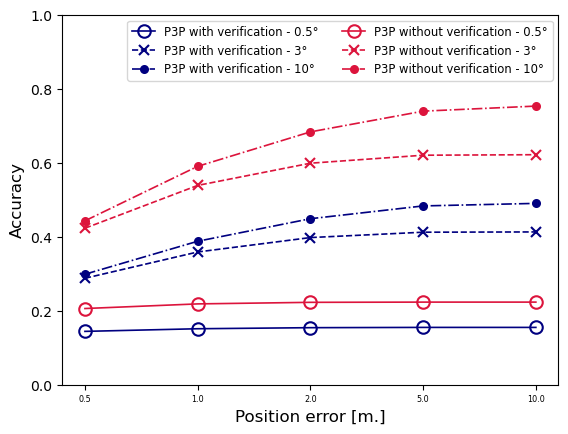 1.0
0.8
0.6
0.4
0.2
0.0
Accuracy
P3P with verification - 0.5°
P3P with verification - 3°
P3P with verification - 10°
P3P without verification - 0.5°
P3P without verification - 3°
P3P without verification - 10°
0.5 1.0 2.0 5.0 10.0
Position error [m.]